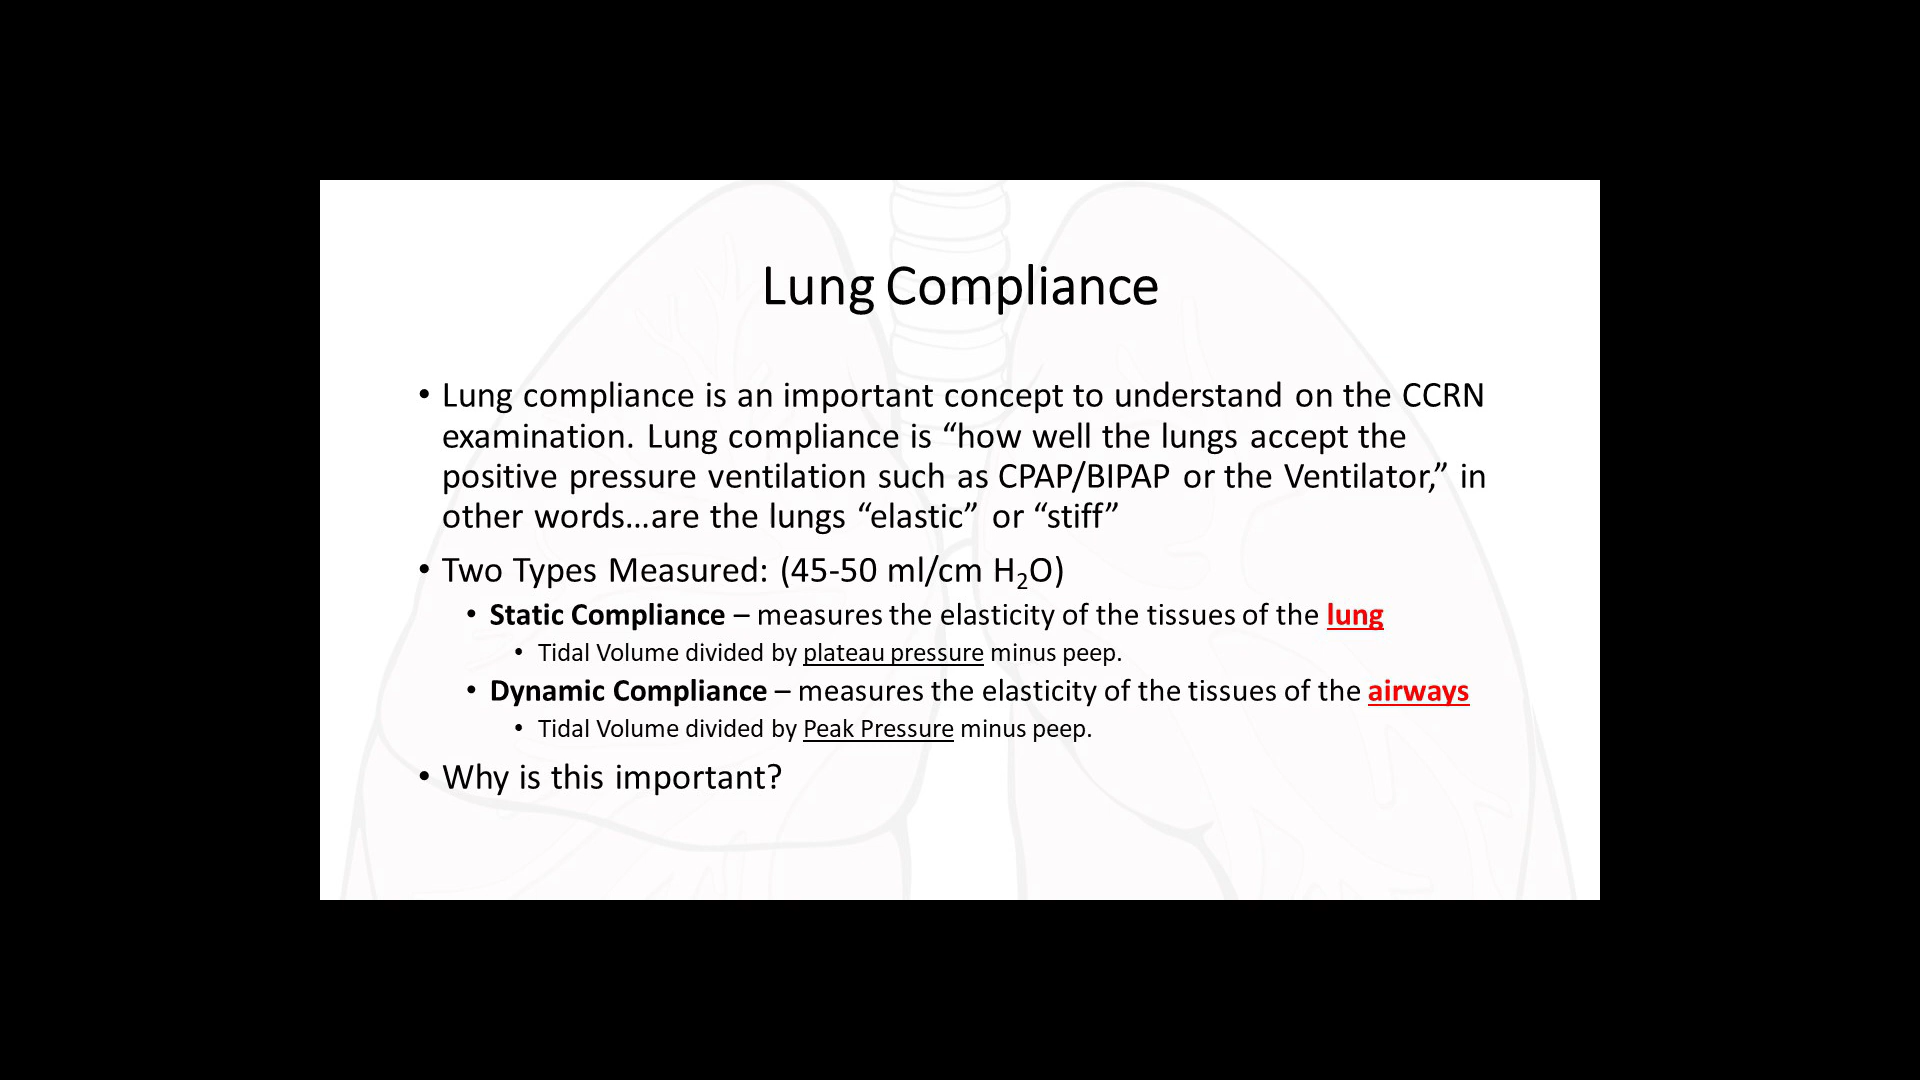 Lung Compliance
• Lung compliance is an important concept to understand on the CCRN
examination. Lung compliance is “how well the lungs accept the
positive pressure ventilation such as CPAP/BIPAP or the Ventilator,” in
other words…are the lungs “elastic” or “stiff”
• Two Types Measured: (45-50 ml/cm H₂O)
• Static Compliance – measures the elasticity of the tissues of the lung
• Tidal Volume divided by plateau pressure minus peep.
• Dynamic Compliance – measures the elasticity of the tissues of the airways
• Tidal Volume divided by Peak Pressure minus peep.
• Why is this important?